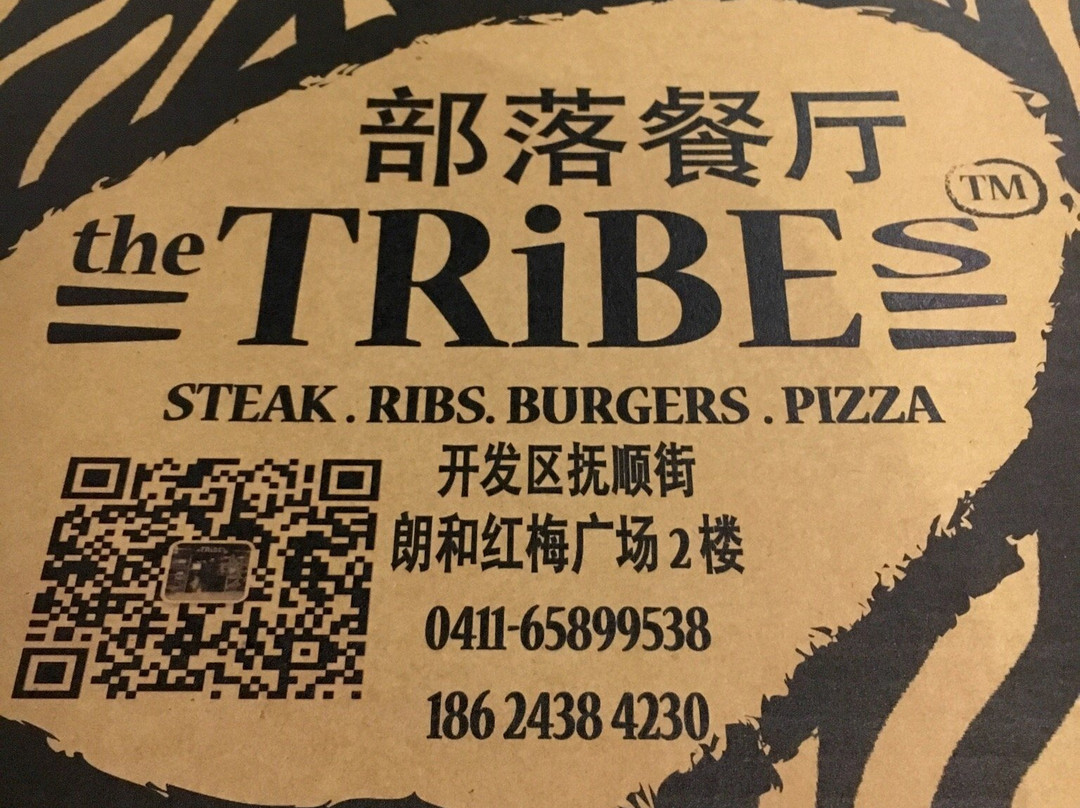 部落餐厅
the TRiBES TM
STEAK . RIBS. BURGERS . PIZZA
开发区抚顺街
朗和红梅广场2楼
0411-65899538
186 2438 4230